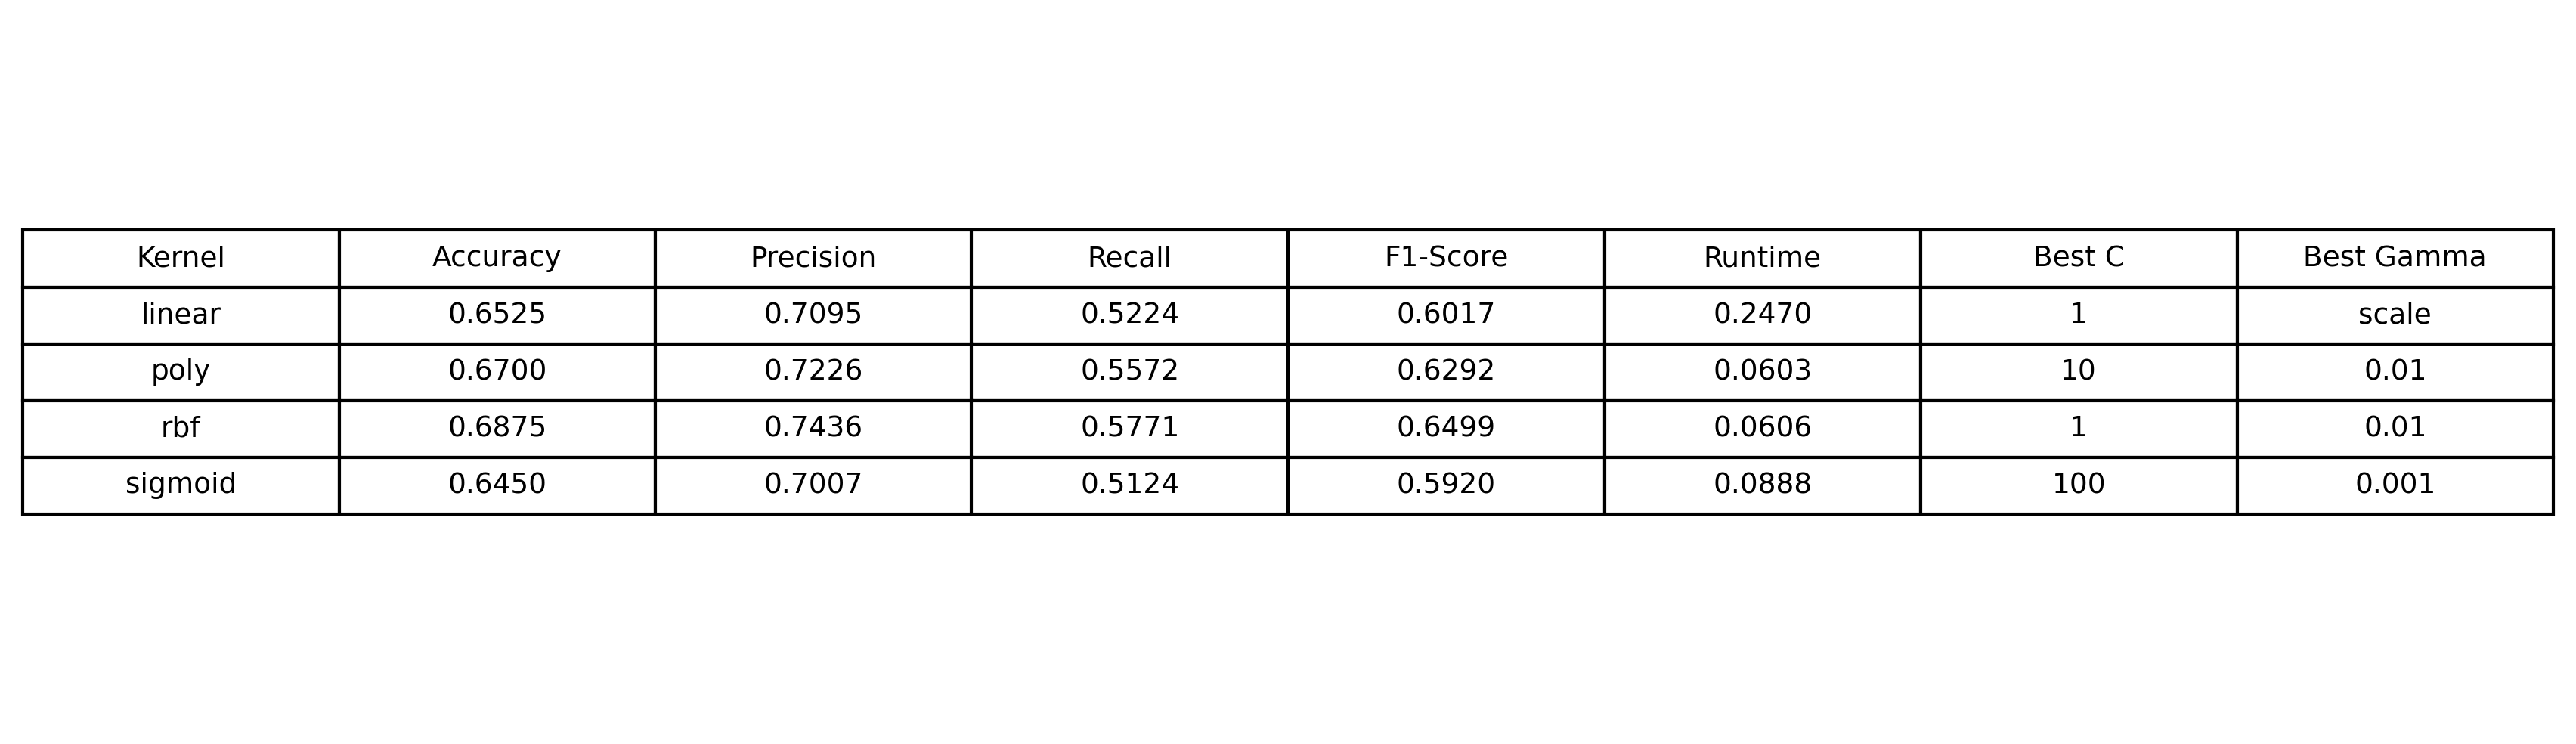 Kernel Accuracy Precision Recall F1-Score Runtime Best C Best Gamma
linear 0.6525 0.7095 0.5224 0.6017 0.2470 1 scale
poly 0.6700 0.7226 0.5572 0.6292 0.0603 10 0.01
rbf 0.6875 0.7436 0.5771 0.6499 0.0606 1 0.01
sigmoid 0.6450 0.7007 0.5124 0.5920 0.0888 100 0.001